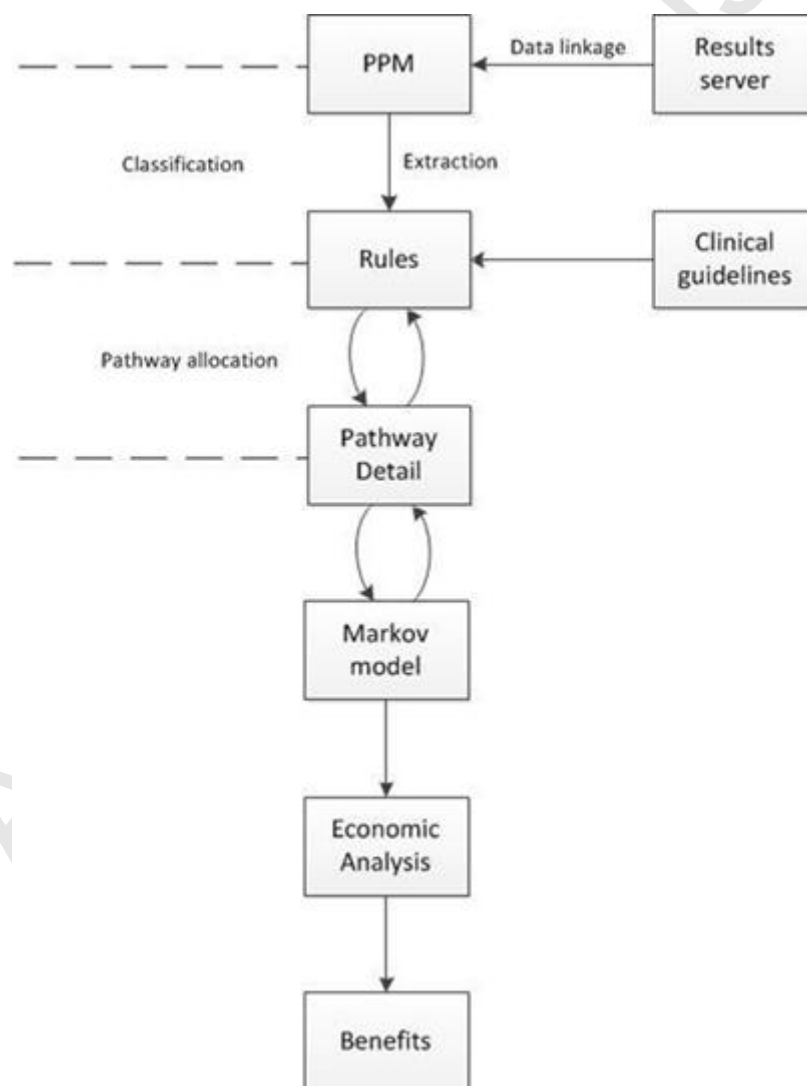 PPM
Data linkage
Results
server
Classification
Extraction
Rules
Clinical
guidelines
Pathway allocation
Pathway
Detail
Markov
model
Economic
Analysis
Benefits